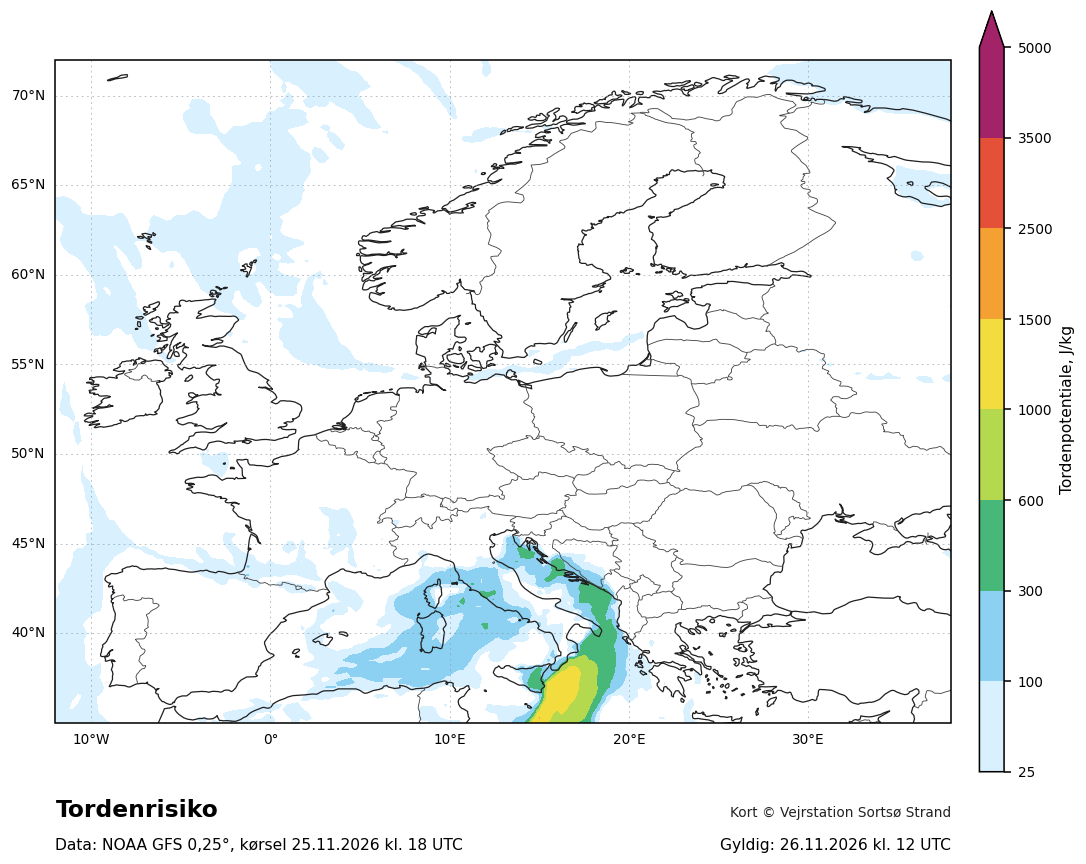 70°N
65°N
60°N
55°N
50°N
45°N
40°N
10°W
0°
10°E
20°E
30°E
5000
3500
2500
1500
1000
600
300
100
25
Tordenpotentiale, J/kg
Tordenrisiko
Kort © Vejrstation Sortsø Strand
Data: NOAA GFS 0,25°, kørsel 25.11.2026 kl. 18 UTC
Gyldig: 26.11.2026 kl. 12 UTC